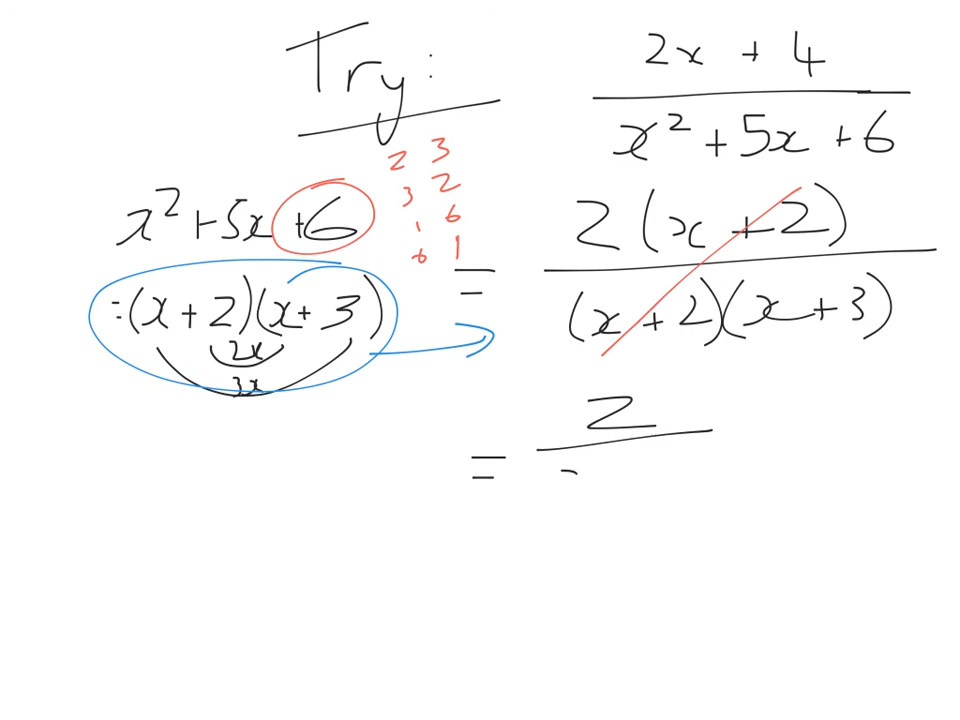 Try:
2x + 4
x² + 5x + 6
2 3
3 2
1 6
6 1
x² + 5x + 6
= (x + 2)(x + 3)
2x
3x
= 2(x + 2)
(x + 2)(x + 3)
= 2